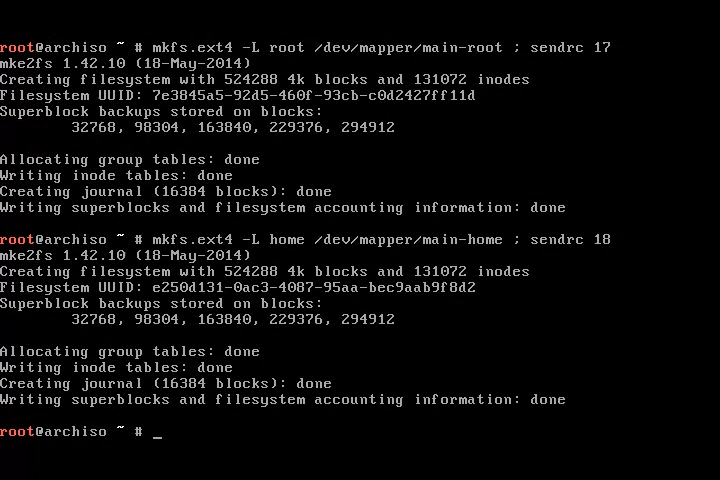 root@archiso ~ # mkfs.ext4 -L root /dev/mapper/main-root ; sendrc 17
mke2fs 1.42.10 (18-May-2014)
Creating filesystem with 524288 4k blocks and 131072 inodes
Filesystem UUID: 7e3845a5-92d5-460f-93cb-c0d2427ff11d
Superblock backups stored on blocks:
        32768, 98304, 163840, 229376, 294912

Allocating group tables: done
Writing inode tables: done
Creating journal (16384 blocks): done
Writing superblocks and filesystem accounting information: done

root@archiso ~ # mkfs.ext4 -L home /dev/mapper/main-home ; sendrc 18
mke2fs 1.42.10 (18-May-2014)
Creating filesystem with 524288 4k blocks and 131072 inodes
Filesystem UUID: e250d131-0ac3-4087-95aa-bec9aab9f8d2
Superblock backups stored on blocks:
        32768, 98304, 163840, 229376, 294912

Allocating group tables: done
Writing inode tables: done
Creating journal (16384 blocks): done
Writing superblocks and filesystem accounting information: done

root@archiso ~ # _